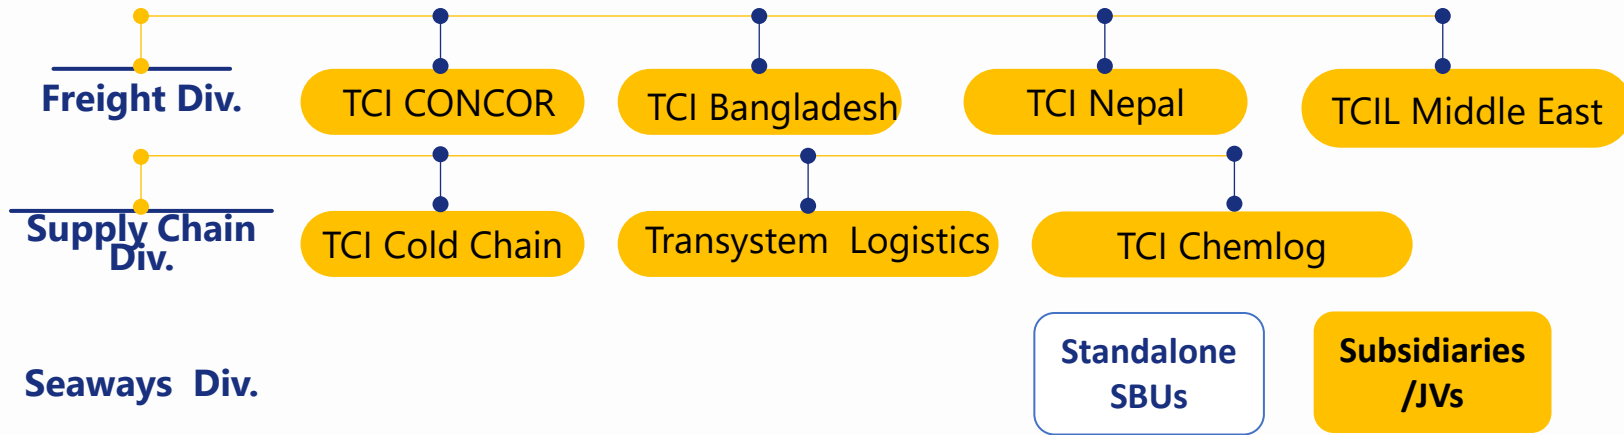 Freight Div.
TCI CONCOR
TCI Bangladesh
TCI Nepal
TCIL Middle East
Supply Chain
Div.
TCI Cold Chain
Transystem Logistics
TCI Chemlog
Seaways Div.
Standalone
SBUs
Subsidiaries
/JVs